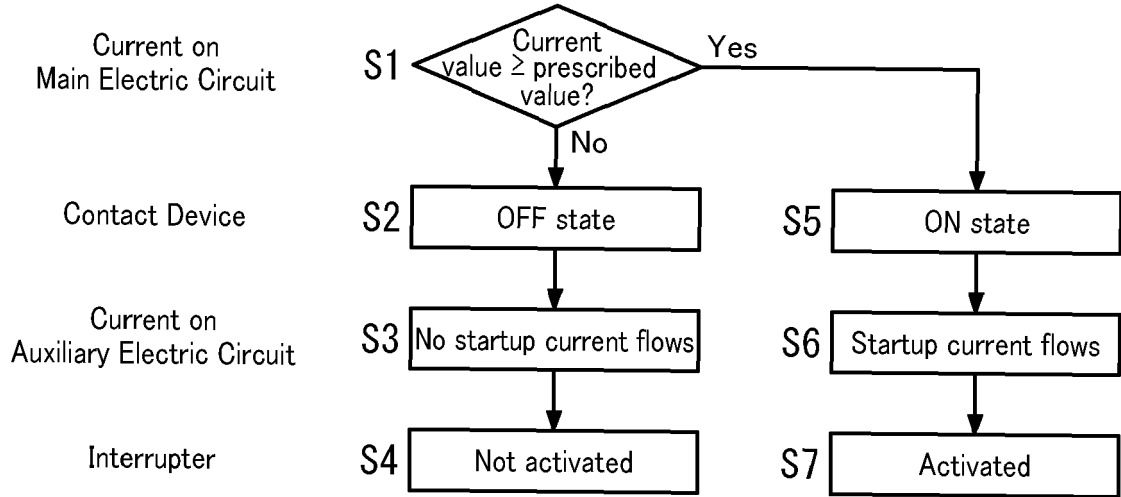 Current on
Main Electric Circuit
S1
Current
value ≥ prescribed
value?
Yes
No
Contact Device
S2
OFF state
S5
ON state
Current on
Auxiliary Electric Circuit
S3
No startup current flows
S6
Startup current flows
Interrupter
S4
Not activated
S7
Activated